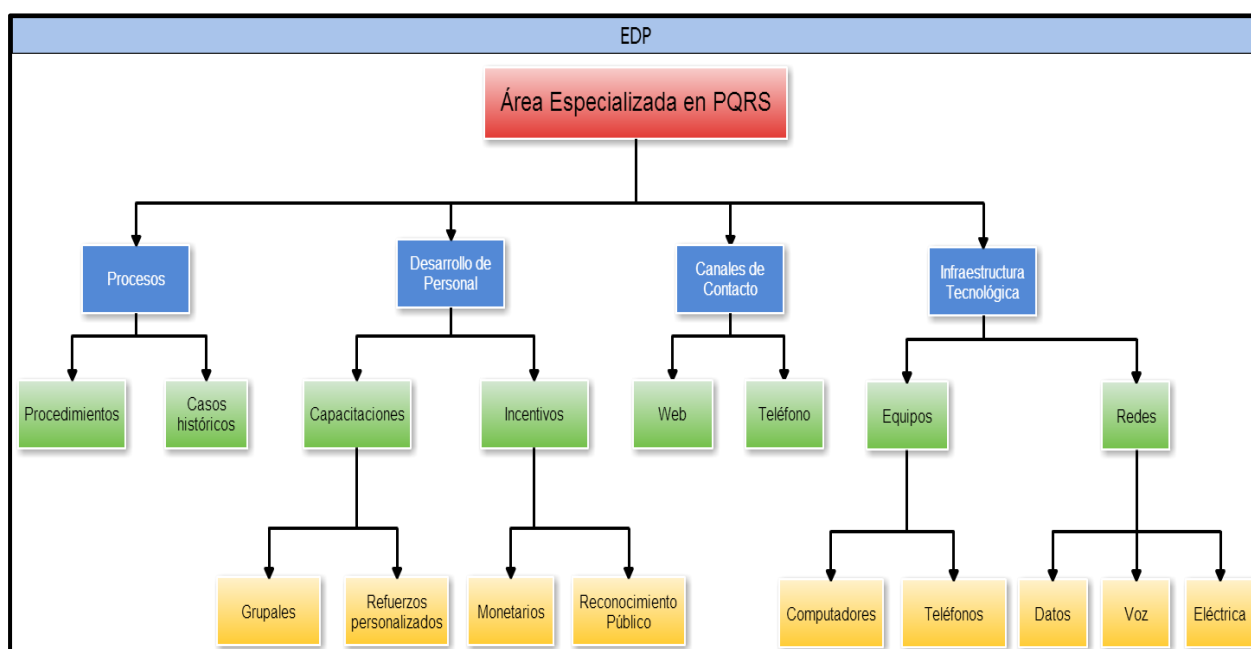 EDP
Área Especializada en PQRS
Procesos
Desarrollo de
Personal
Canales de
Contacto
Infraestructura
Tecnológica
Procedimientos
Casos
históricos
Capacitaciones
Incentivos
Web
Teléfono
Equipos
Redes
Grupales
Refuerzos
personalizados
Monetarios
Reconocimiento
Público
Computadores
Teléfonos
Datos
Voz
Eléctrica